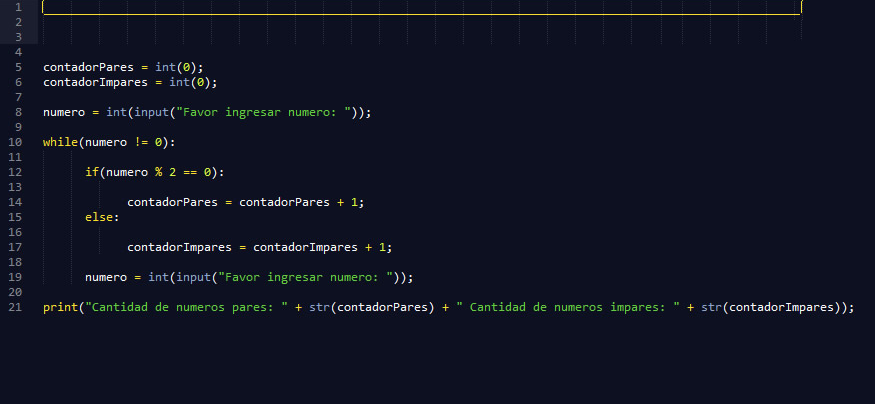 1
2
3
4
5 contadorPares = int(0);
6 contadorImpares = int(0);
7
8 numero = int(input("Favor ingresar numero: "));
9
10 while(numero != 0):
11
12 if(numero % 2 == 0):
13
14 contadorPares = contadorPares + 1;
15 else:
16
17 contadorImpares = contadorImpares + 1;
18
19 numero = int(input("Favor ingresar numero: "));
20
21 print("Cantidad de numeros pares: " + str(contadorPares) + " Cantidad de numeros impares: " + str(contadorImpares));